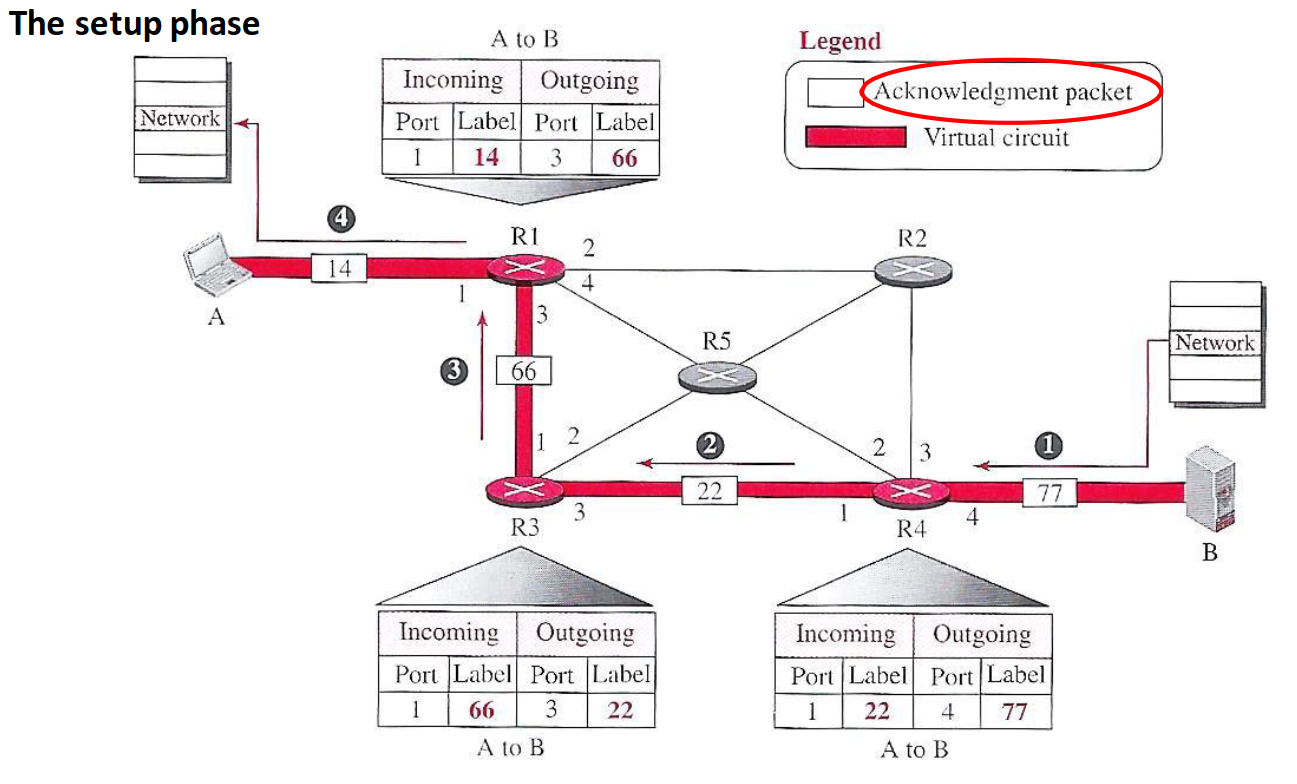 The setup phase
A to B
Incoming Outgoing
Port Label Port Label
1 14 3 66
Legend
Acknowledgment packet
Virtual circuit
Network
4
R1
2
R2
14
1
4
A
3
R5
Network
3
66
1
2
2
2
3
1
22
77
R3
3
1
R4
4
B
Incoming Outgoing
Port Label Port Label
1 66 3 22
A to B
Incoming Outgoing
Port Label Port Label
1 22 4 77
A to B